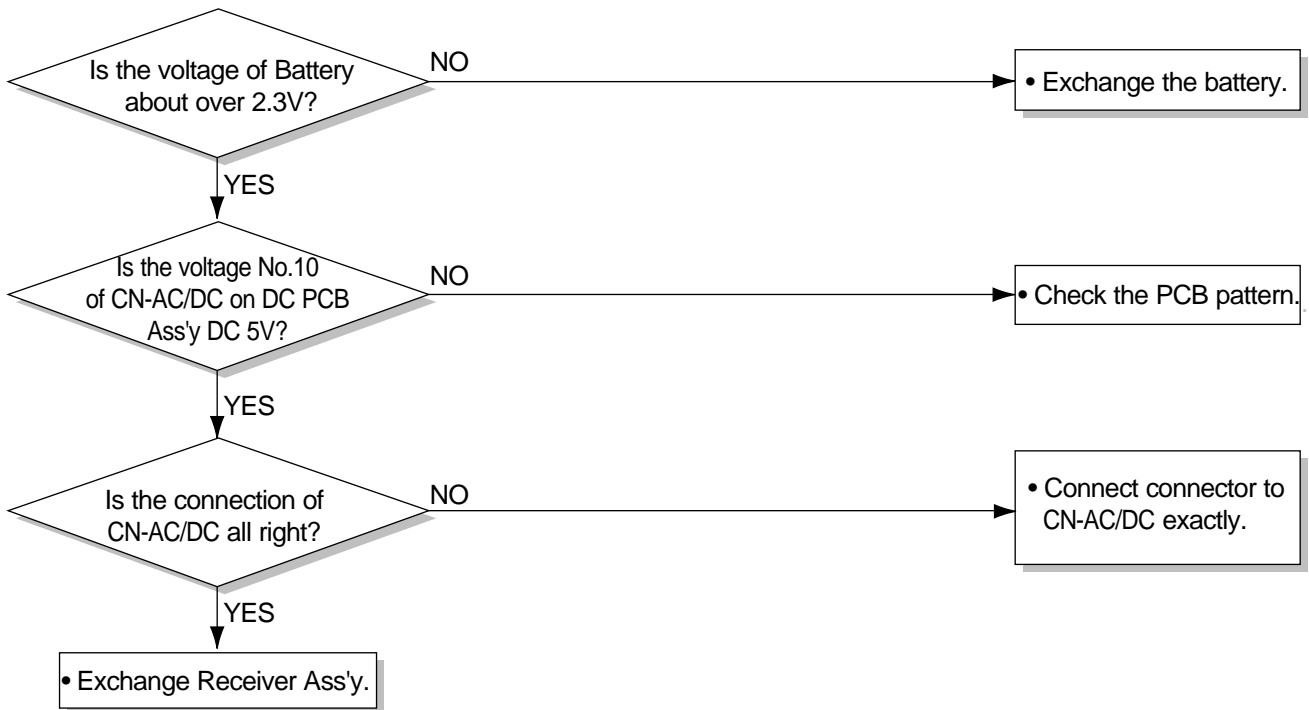 Is the voltage of Battery
about over 2.3V?
NO
• Exchange the battery.
YES
Is the voltage No.10
of CN-AC/DC on DC PCB
Ass'y DC 5V?
NO
• Check the PCB pattern.
YES
Is the connection of
CN-AC/DC all right?
NO
• Connect connector to
CN-AC/DC exactly.
YES
• Exchange Receiver Ass'y.